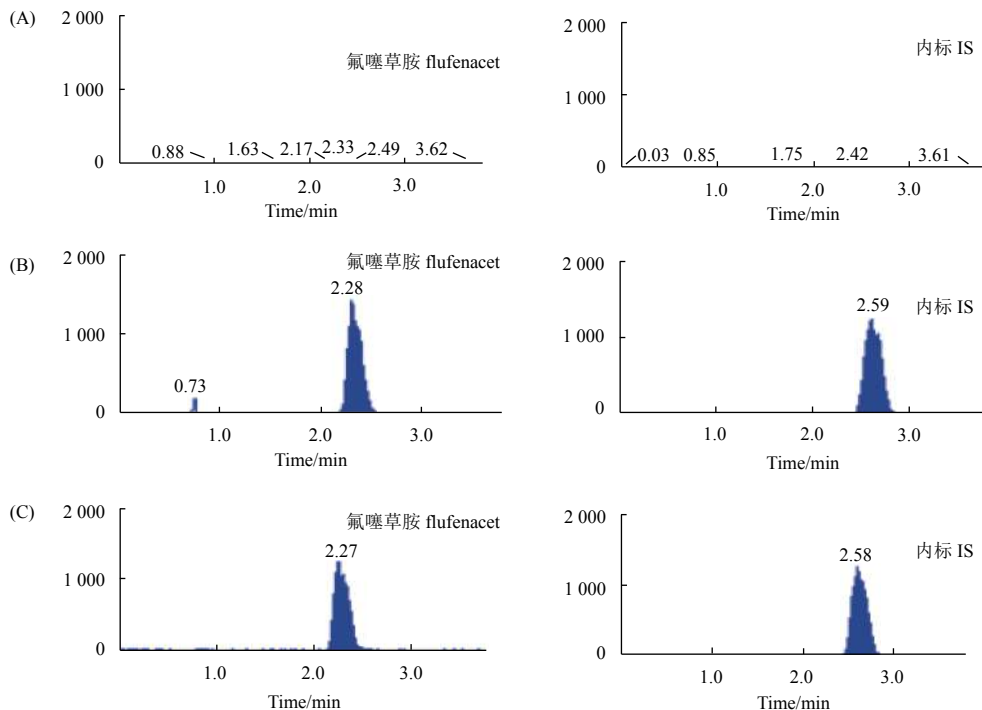 (A)
2 000
1 000
0
氟噻草胺 flufenacet
0.88
1.63
2.17
2.33
2.49
3.62
1.0 2.0 3.0
Time/min
2 000
1 000
0
内标 IS
0.03
0.85
1.75
2.42
3.61
1.0 2.0 3.0
Time/min
(B)
2 000
1 000
0
氟噻草胺 flufenacet
2.28
0.73
1.0 2.0 3.0
Time/min
2 000
1 000
0
内标 IS
2.59
1.0 2.0 3.0
Time/min
(C)
2 000
1 000
0
氟噻草胺 flufenacet
2.27
1.0 2.0 3.0
Time/min
2 000
1 000
0
内标 IS
2.58
1.0 2.0 3.0
Time/min